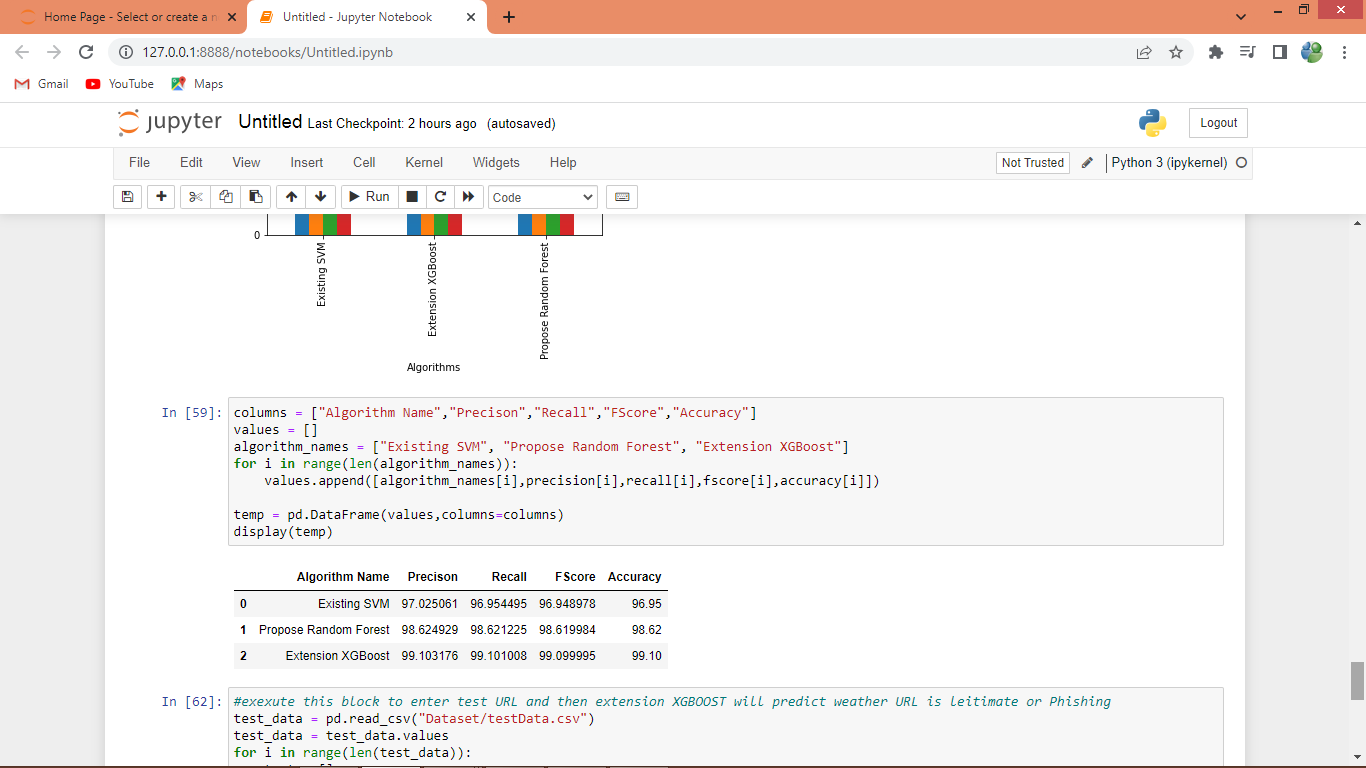 Home Page - Select or create a n
Untitled - Jupyter Notebook
127.0.0.1:8888/notebooks/Untitled.ipynb
Gmail YouTube Maps
jupyter Untitled Last Checkpoint: 2 hours ago (autosaved)
Logout
File Edit View Insert Cell Kernel Widgets Help
Not Trusted Python 3 (ipykernel)
Run Code
0
Existing SVM
Extension XGBoost
Propose Random Forest
Algorithms
In [59]:
columns = ["Algorithm Name","Precison","Recall","FScore","Accuracy"]
values = []
algorithm_names = ["Existing SVM", "Propose Random Forest", "Extension XGBoost"]
for i in range(len(algorithm_names)):
    values.append([algorithm_names[i],precision[i],recall[i],fscore[i],accuracy[i]])
temp = pd.DataFrame(values,columns=columns)
display(temp)
Algorithm Name Precison Recall FScore Accuracy
0 Existing SVM 97.025061 96.954495 96.948978 96.95
1 Propose Random Forest 98.624929 98.621225 98.619984 98.62
2 Extension XGBoost 99.103176 99.101008 99.099995 99.10
In [62]:
#exexute this block to enter test URL and then extension XGBOOST will predict weather URL is leitimate or Phishing
test_data = pd.read_csv("Dataset/testData.csv")
test_data = test_data.values
for i in range(len(test_data)):